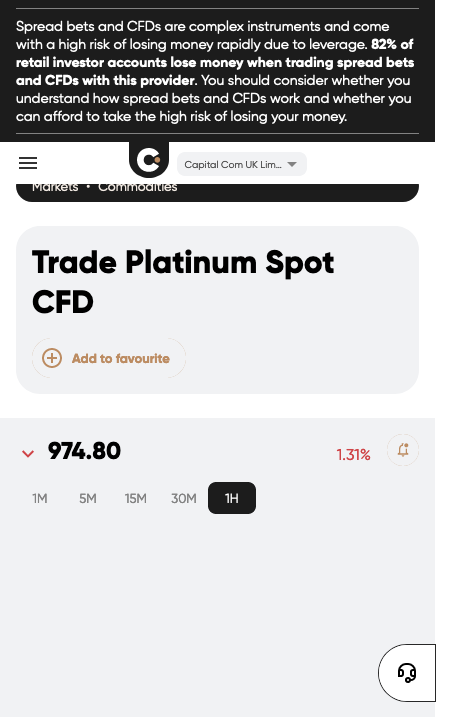 Spread bets and CFDs are complex instruments and come
with a high risk of losing money rapidly due to leverage. 82% of
retail investor accounts lose money when trading spread bets
and CFDs with this provider. You should consider whether you
understand how spread bets and CFDs work and whether you
can afford to take the high risk of losing your money.
Capital Com UK Lim...
Markets • Commodities
Trade Platinum Spot
CFD
Add to favourite
974.80
1.31%
1M 5M 15M 30M 1H